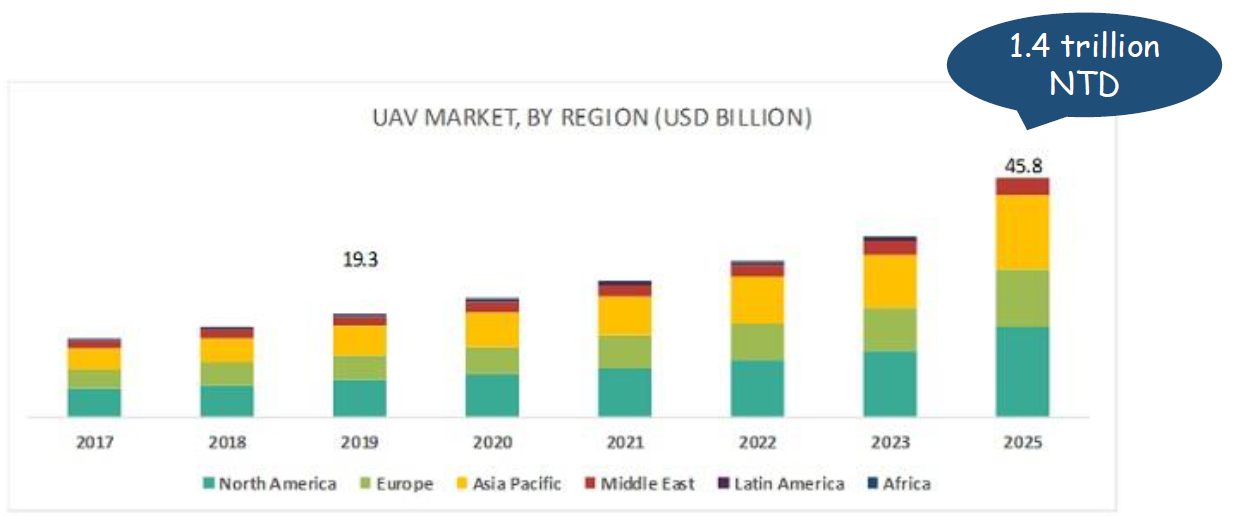 1.4 trillion
NTD
UAV MARKET, BY REGION (USD BILLION)
45.8
19.3
2017 2018 2019 2020 2021 2022 2023 2025
North America Europe Asia Pacific Middle East Latin America Africa